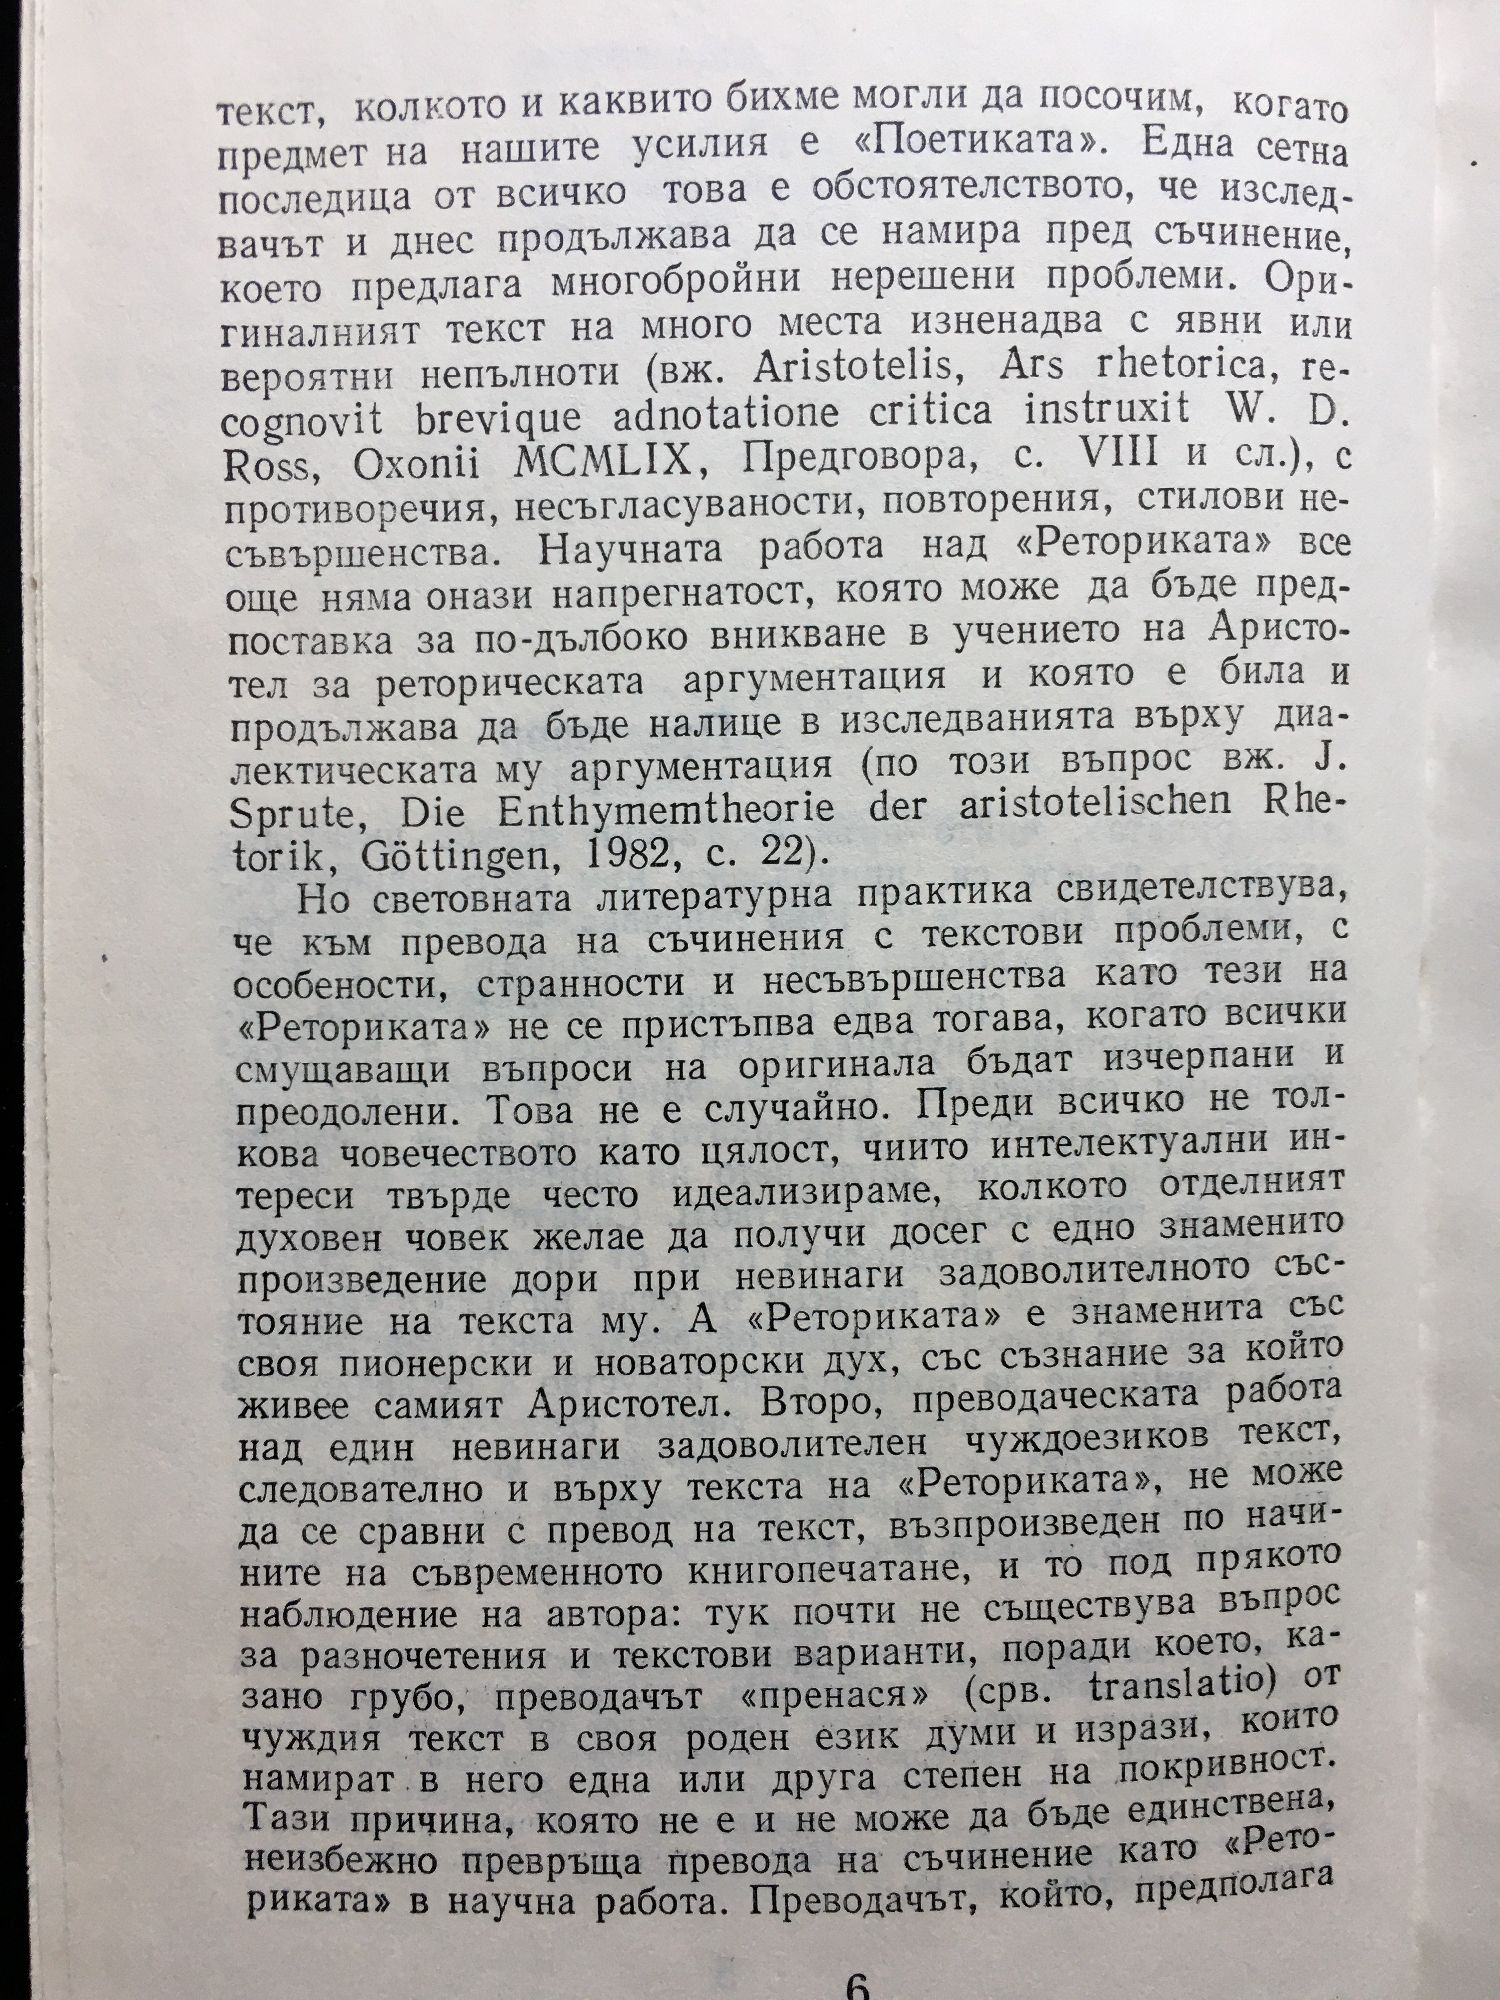 текст, колкото и каквито бихме могли да посочим, когато
предмет на нашите усилия е «Поетиката». Една сетна
последица от всичко това е обстоятелството, че изслед-
вачът и днес продължава да се намира пред съчинение,
което предлага многобройни нерешени проблеми. Ори-
гиналният текст на много места изненадва с явни или
вероятни непълноти (вж. Aristotelis, Ars rhetorica, re-
cognovit brevique adnotatione critica instruxit W. D.
Ross, Oxonii MCMLIX, Предговора, с. VIII и сл.), с
противоречия, несъгласуваности, повторения, стилови не-
съвършенства. Научната работа над «Реториката» все
още няма онази напрегнатост, която може да бъде пред-
поставка за по-дълбоко вникване в учението на Аристо-
тел за реторическата аргументация и която е била и
продължава да бъде налице в изследванията върху диа-
лектическата му аргументация (по този въпрос вж. J.
Sprute, Die Enthymemtheorie der aristotelischen Rhe-
torik, Göttingen, 1982, с. 22).
Но световната литературна практика свидетелствува,
че към превода на съчинения с текстови проблеми, с
особености, странности и несъвършенства като тези на
«Реториката» не се пристъпва едва тогава, когато всички
смущаващи въпроси на оригинала бъдат изчерпани и
преодолени. Това не е случайно. Преди всичко не тол-
кова човечеството като цялост, чиито интелектуални ин-
тереси твърде често идеализираме, колкото отделният
духовен човек желае да получи досег с едно знаменито
произведение дори при невинаги задоволителното със-
тояние на текста му. А «Реториката» е знаменита със
своя пионерски и новаторски дух, със съзнание за който
живее самият Аристотел. Второ, преводаческата работа
над един невинаги задоволителен чуждоезиков текст,
следователно и върху текста на «Реториката», не може
да се сравни с превод на текст, възпроизведен по начи-
ните на съвременното книгопечатане, и то под прякото
наблюдение на автора: тук почти не съществува въпрос
за разночетения и текстови варианти, поради което, ка-
зано грубо, преводачът «пренася» (срв. translatio) от
чуждия текст в своя роден език думи и изрази, които
намират в него една или друга степен на покривност.
Тази причина, която не е и не може да бъде единствена,
неизбежно превръща превода на съчинение като «Рето-
риката» в научна работа. Преводачът, който, предполага
6